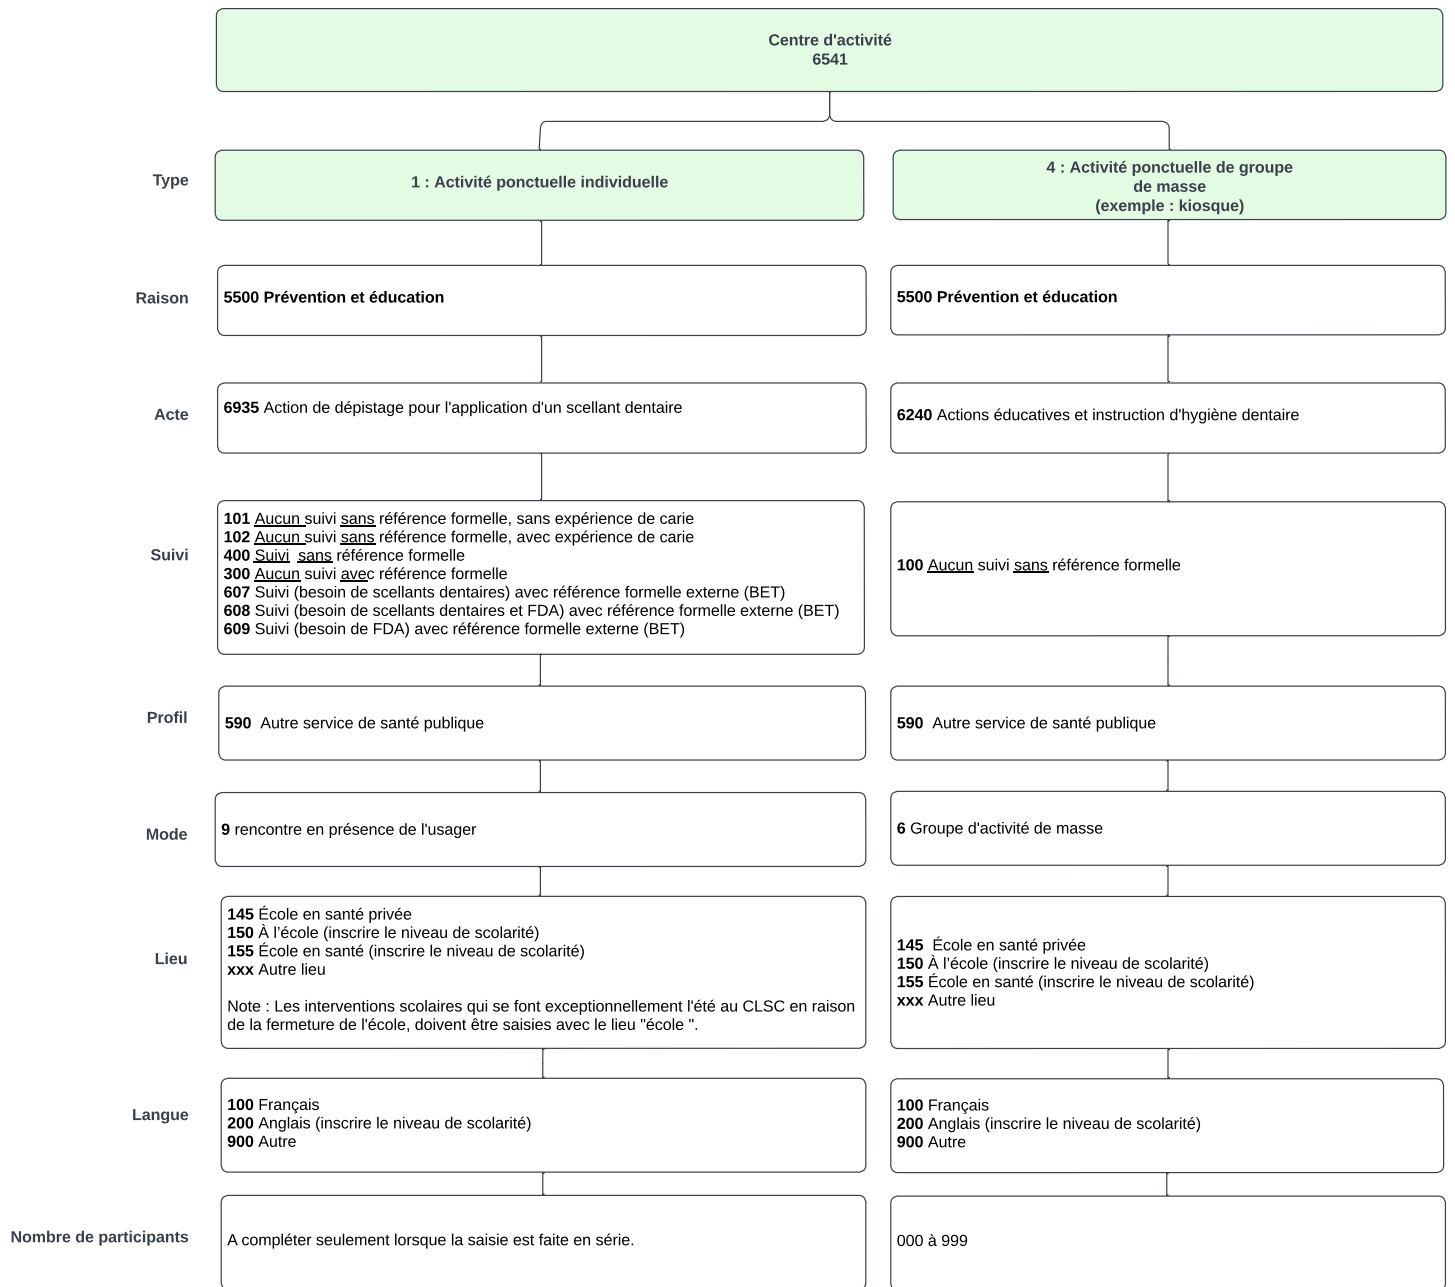 Centre d'activité
6541
Type
1 : Activité ponctuelle individuelle
4 : Activité ponctuelle de groupe
de masse
(exemple : kiosque)
Raison
5500 Prévention et éducation
5500 Prévention et éducation
Acte
6935 Action de dépistage pour l'application d'un scellant dentaire
6240 Actions éducatives et instruction d'hygiène dentaire
Suivi
101 Aucun suivi sans référence formelle, sans expérience de carie
102 Aucun suivi sans référence formelle, avec expérience de carie
400 Suivi sans référence formelle
300 Aucun suivi avec référence formelle
607 Suivi (besoin de scellants dentaires) avec référence formelle externe (BET)
608 Suivi (besoin de scellants dentaires et FDA) avec référence formelle externe (BET)
609 Suivi (besoin de FDA) avec référence formelle externe (BET)
100 Aucun suivi sans référence formelle
Profil
590 Autre service de santé publique
590 Autre service de santé publique
Mode
9 rencontre en présence de l'usager
6 Groupe d'activité de masse
Lieu
145 École en santé privée
150 À l’école (inscrire le niveau de scolarité)
155 École en santé (inscrire le niveau de scolarité)
xxx Autre lieu
Note : Les interventions scolaires qui se font exceptionnellement l'été au CLSC en raison
de la fermeture de l'école, doivent être saisies avec le lieu "école ".
145 École en santé privée
150 À l’école (inscrire le niveau de scolarité)
155 École en santé (inscrire le niveau de scolarité)
xxx Autre lieu
Langue
100 Français
200 Anglais (inscrire le niveau de scolarité)
900 Autre
100 Français
200 Anglais (inscrire le niveau de scolarité)
900 Autre
Nombre de participants
A compléter seulement lorsque la saisie est faite en série.
000 à 999